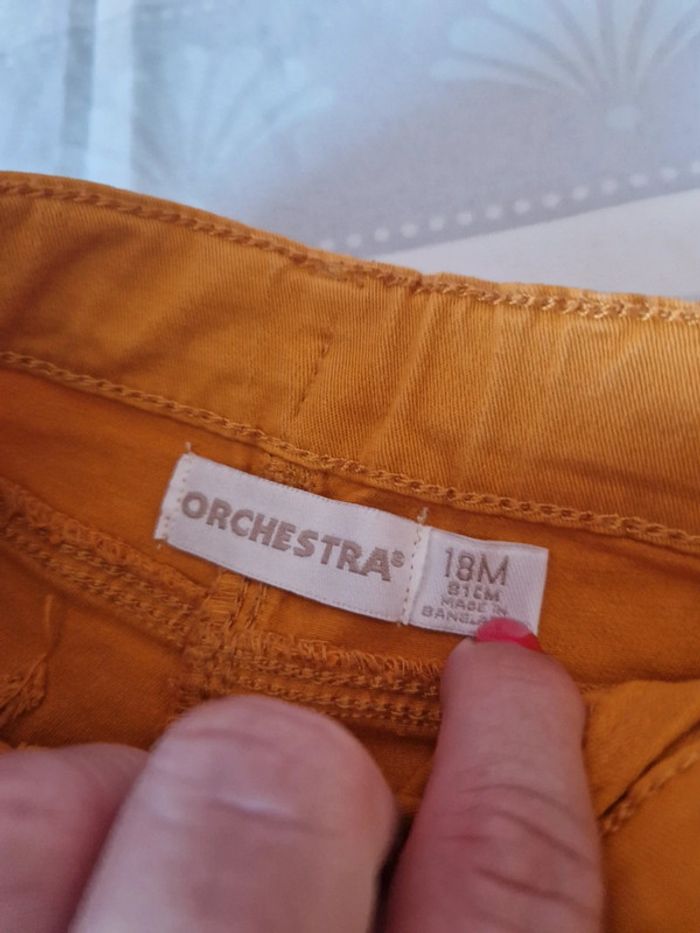 ORCHESTRA®
18M
81CM
MADE IN